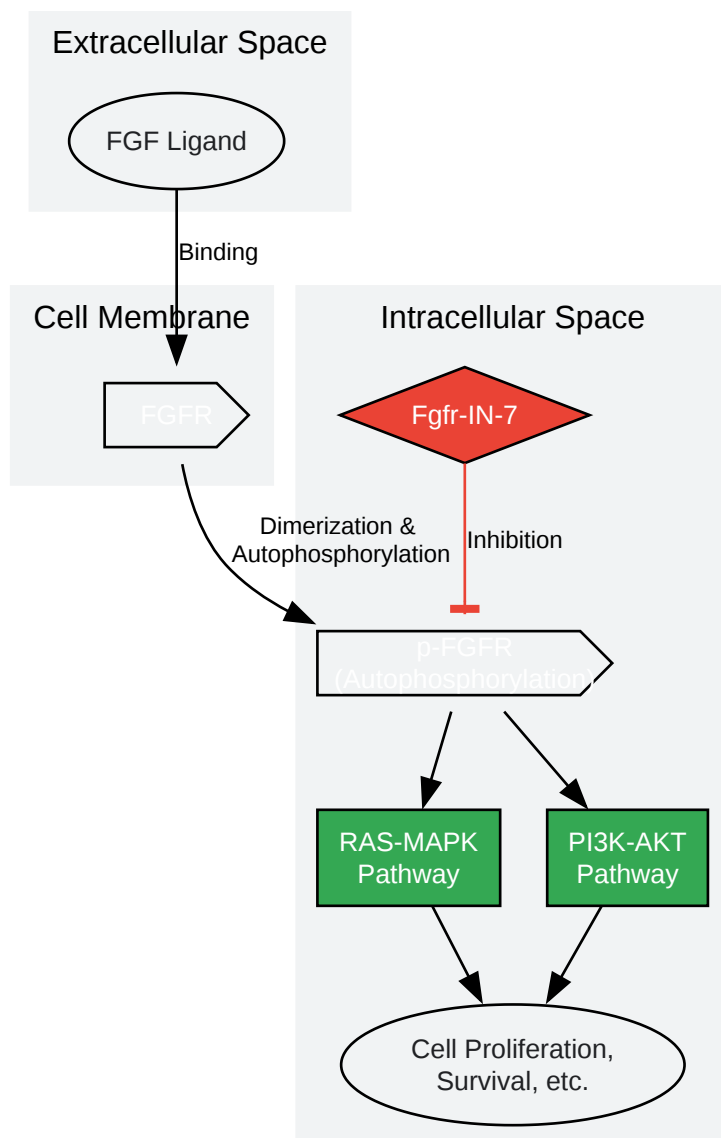 Extracellular Space
FGF Ligand
Binding
Cell Membrane
FGFR
Intracellular Space
Fgfr-IN-7
Dimerization &
Autophosphorylation
Inhibition
p-FGFR
(Autophosphorylation)
RAS-MAPK
Pathway
PI3K-AKT
Pathway
Cell Proliferation,
Survival, etc.